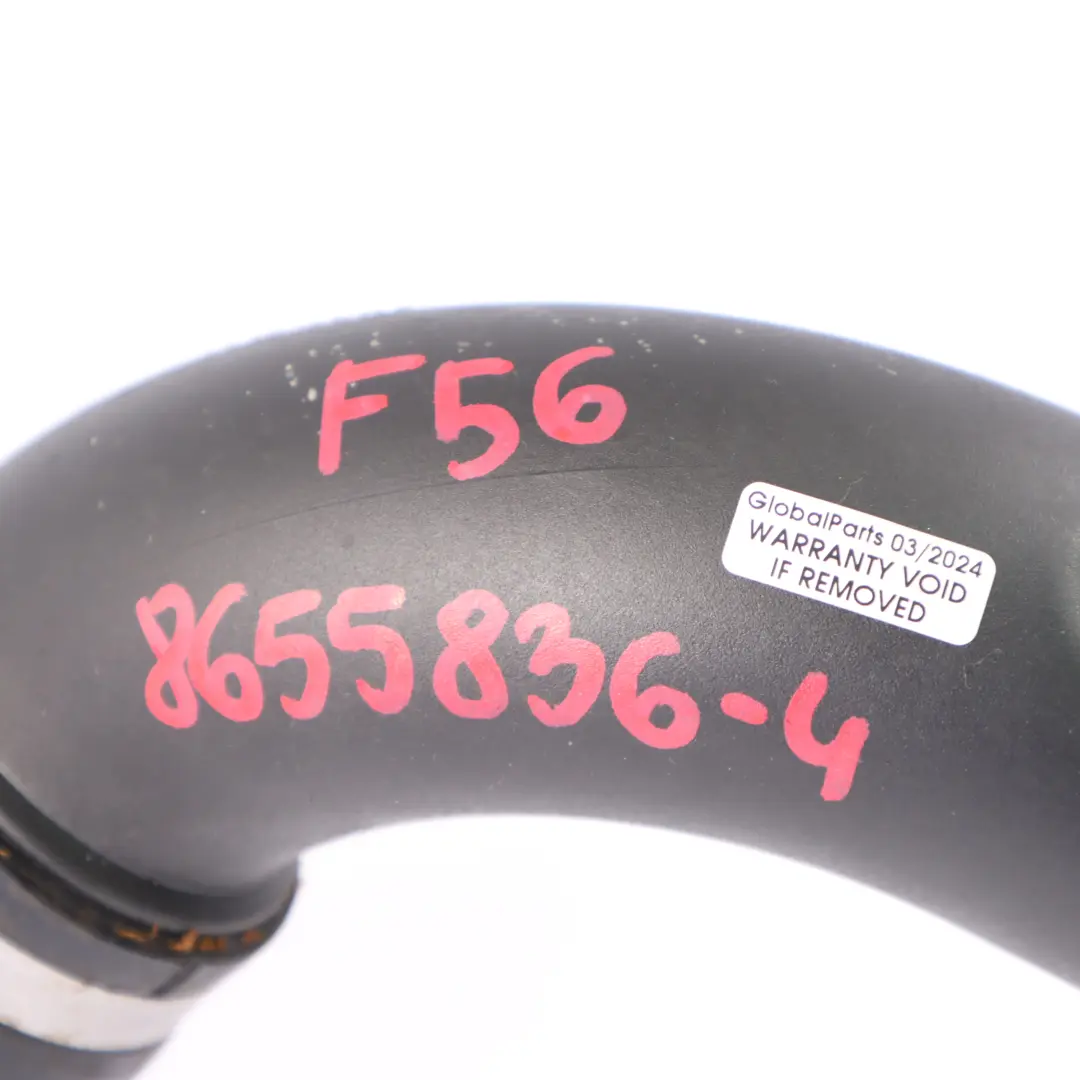 F56
8655836-4
GlobalParts 03/2024
WARRANTY VOID
IF REMOVED